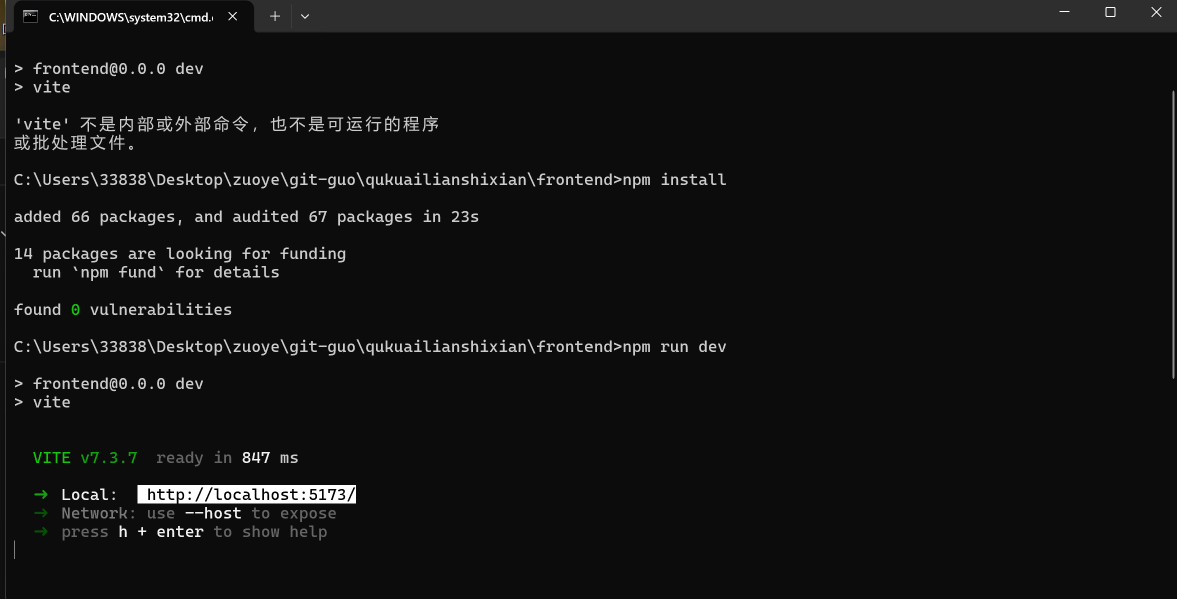 C:\WINDOWS\system32\cmd.
> frontend@0.0.0 dev
> vite
'vite' 不是内部或外部命令，也不是可运行的程序
或批处理文件。
C:\Users\33838\Desktop\zuoye\git-guo\qukuailianshixian\frontend>npm install
added 66 packages, and audited 67 packages in 23s
14 packages are looking for funding
run `npm fund` for details
found 0 vulnerabilities
C:\Users\33838\Desktop\zuoye\git-guo\qukuailianshixian\frontend>npm run dev
> frontend@0.0.0 dev
> vite
VITE v7.3.7 ready in 847 ms
➜ Local: http://localhost:5173/
➜ Network: use --host to expose
➜ press h + enter to show help